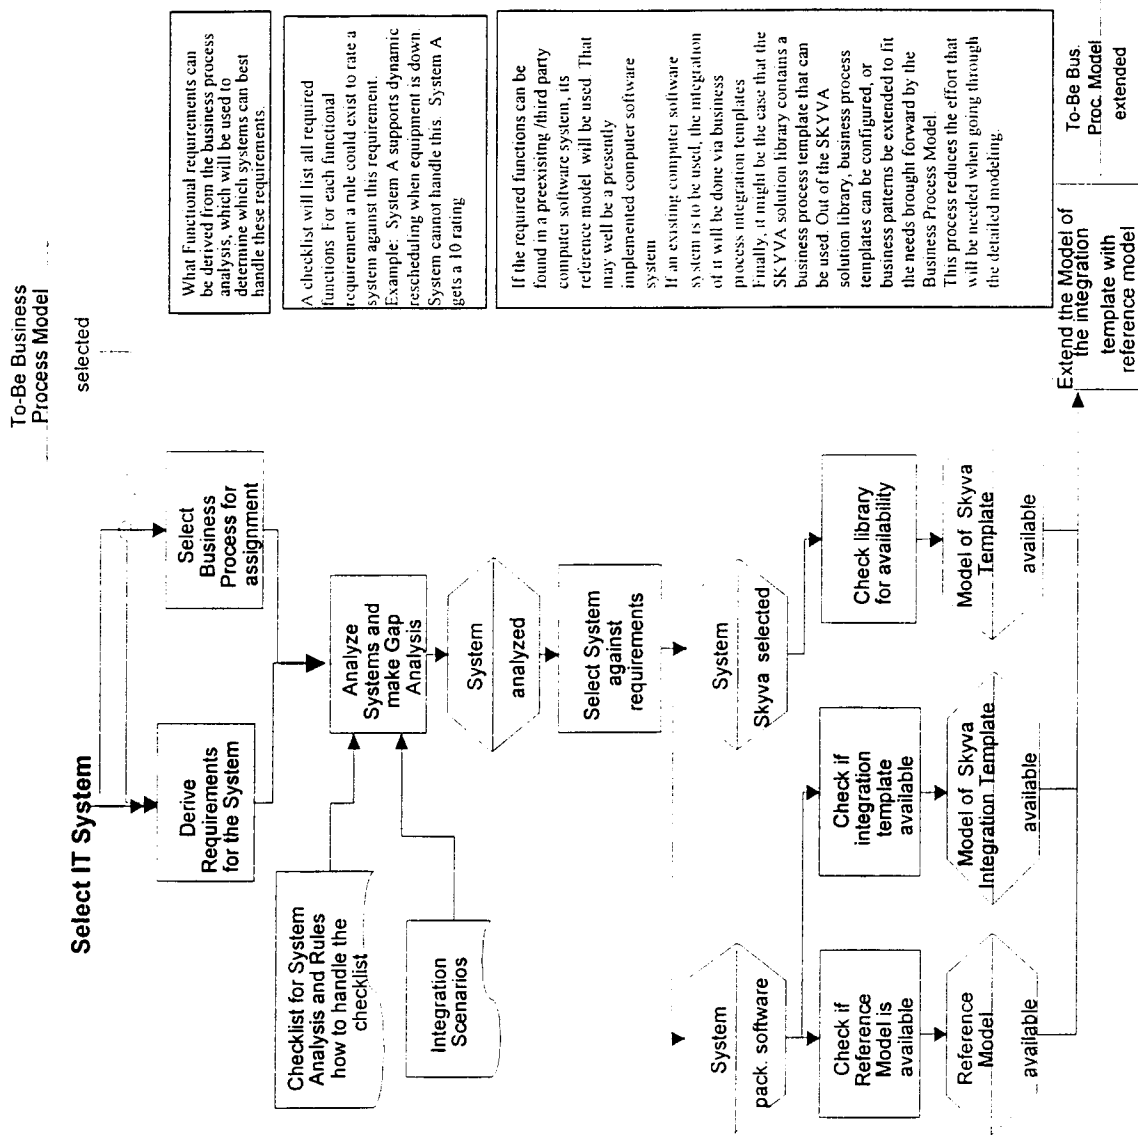 To-Be Business
Process Model
selected
Select IT System
Derive
Requirements
for the System
Select
Business
Process for
assignment
What Functional requirements can
be derived from the business process
analysis, which will be used to
determine which systems can best
handle these requirements.
Checklist for System
Analysis and Rules
how to handle the
checklist
Analyze
Systems and
make Gap
Analysis
A checklist will list all required
functions For each functional
requirement a rule could exist to rate a
system against this requirement.
Example: System A supports dynamic
rescheduling when equipment is down.
System cannot handle this. System A
gets a 10 rating
Integration
Scenarios
System
analyzed
Select System
against
requirements
If the required functions can be
found in a preexisitng /third party
computer software system, its
reference model will be used That
may well be a presently
implemented computer software
system
If an existing computer software
system is to be used, the integration
of it will be done via business
process integration templates
Finally, it might be the case that the
SKYVA solution library contains a
business process template that can
be used. Out of the SKYVA
solution library, business process
templates can be configured, or
business patterns be extended to fit
the needs brought forward by the
Business Process Model.
This process reduces the effort that
will be needed when going through
the detailed modeling.
System
pack. software
System
Skyva selected
Check if
Reference
Model is
available
Check if
integration
template
available
Check library
for availability
Reference
Model
available
Model of Skyva
Integration Template
available
Model of Skyva
Template
available
Extend the Model of
the integration
template with
reference model
To-Be Bus.
Proc. Model
extended